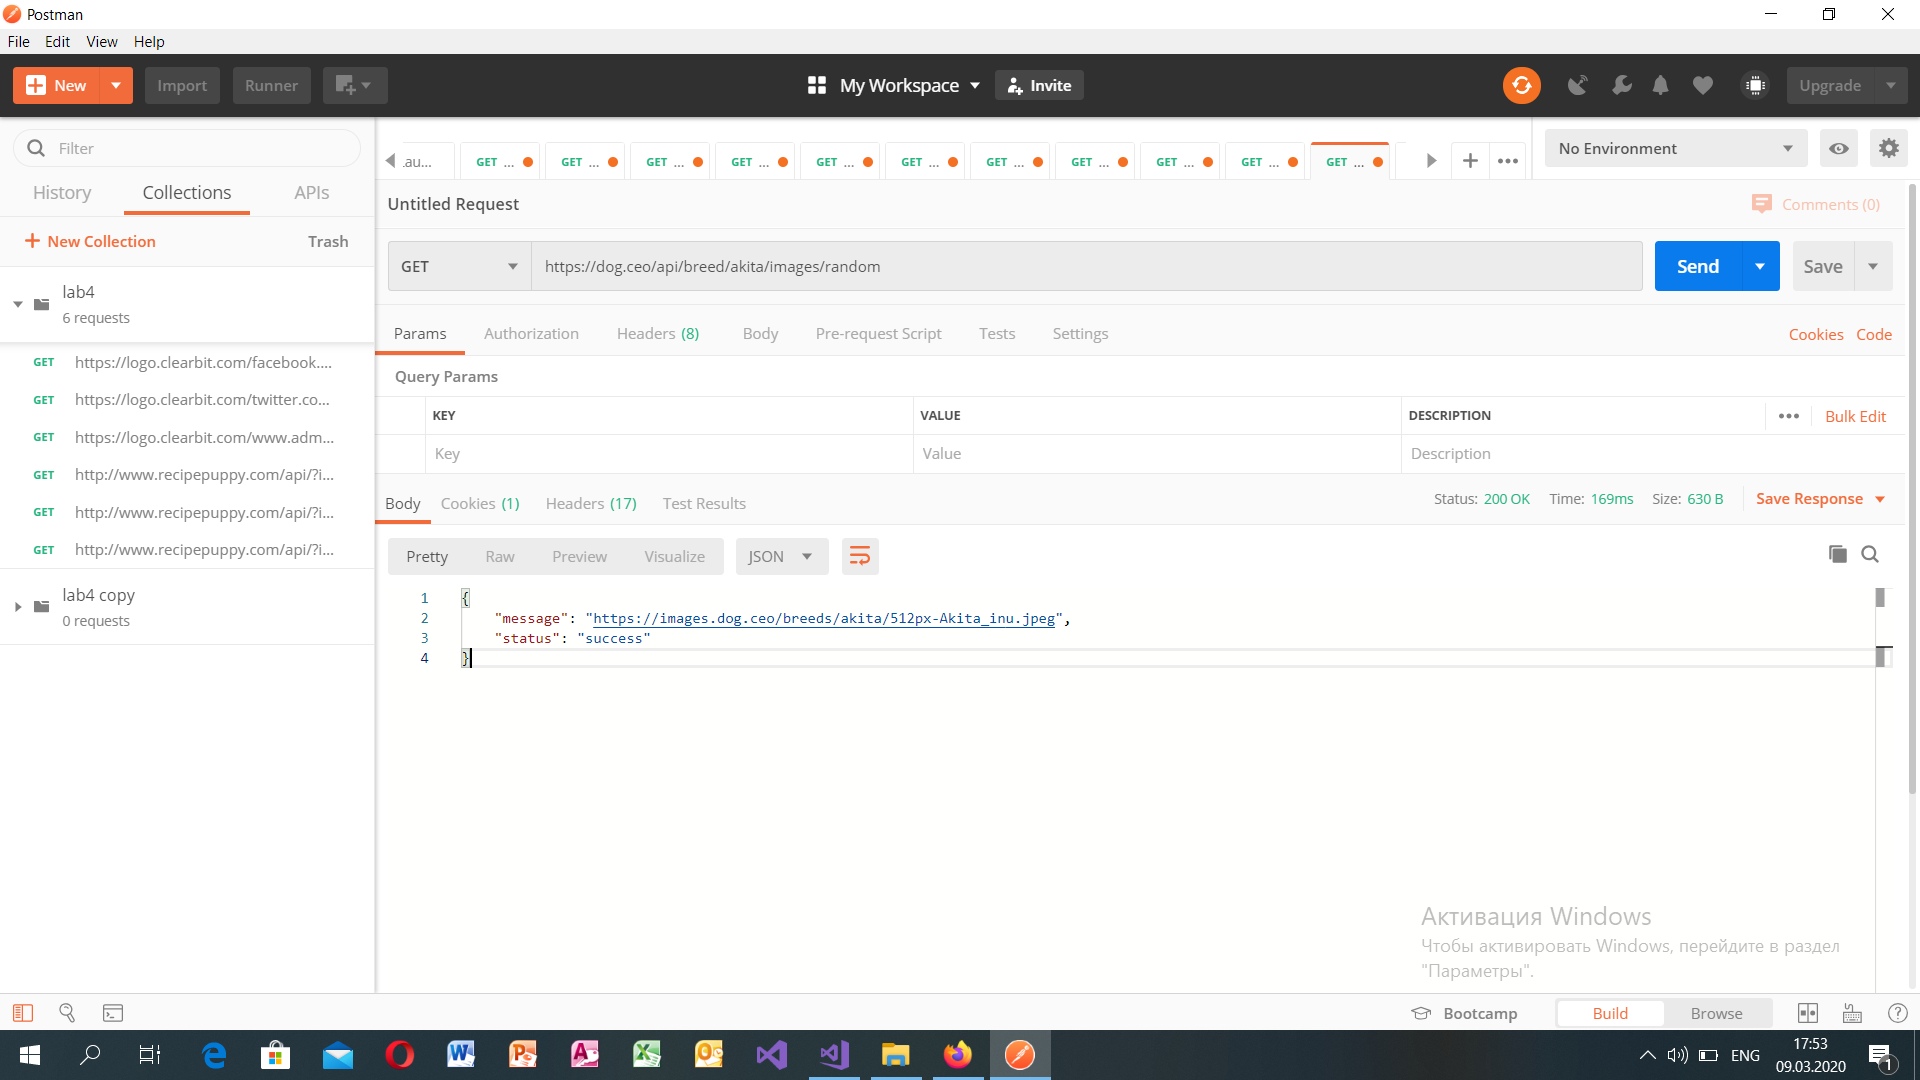 Postman
File Edit View Help
New Import Runner My Workspace Invite Upgrade
Filter
History Collections APIs
New Collection Trash
lab4
6 requests
GET https://logo.clearbit.com/facebook....
GET https://logo.clearbit.com/twitter.co...
GET https://logo.clearbit.com/www.adm...
GET http://www.recipepuppy.com/api/?i...
GET http://www.recipepuppy.com/api/?i...
GET http://www.recipepuppy.com/api/?i...
lab4 copy
0 requests
.au... GET ... GET ... GET ... GET ... GET ... GET ... GET ... GET ... GET ... GET ... GET ...
No Environment
Untitled Request Comments (0)
GET https://dog.ceo/api/breed/akita/images/random Send Save
Params Authorization Headers (8) Body Pre-request Script Tests Settings Cookies Code
Query Params
KEY VALUE DESCRIPTION Bulk Edit
Key Value Description
Body Cookies (1) Headers (17) Test Results Status: 200 OK Time: 169ms Size: 630 B Save Response
Pretty Raw Preview Visualize JSON
1 {
2 "message": "https://images.dog.ceo/breeds/akita/512px-Akita_inu.jpeg",
3 "status": "success"
4 }
Активация Windows
Чтобы активировать Windows, перейдите в раздел
"Параметры".
Bootcamp Build Browse
ENG
17:53
09.03.2020
1